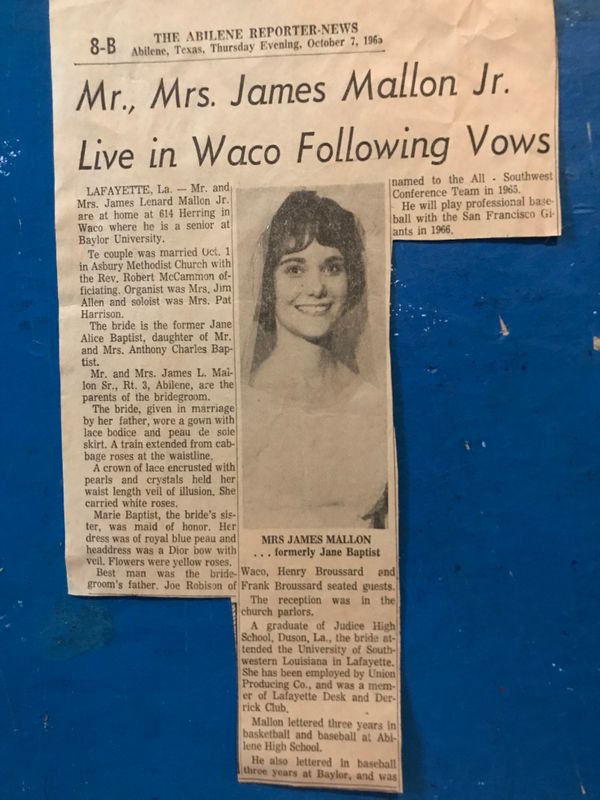 8-B
THE ABILENE REPORTER-NEWS
Abilene, Texas, Thursday Evening, October 7, 1965
Mr., Mrs. James Mallon Jr.
Live in Waco Following Vows
LAFAYETTE, La. — Mr. and
Mrs. James Lenard Mallon Jr.
are at home at 614 Herring in
Waco where he is a senior at
Baylor University.
Te couple was married Oct. 1
in Asbury Methodist Church with
the Rev. Robert McCammon of-
ficiating. Organist was Mrs. Jim
Allen and soloist was Mrs. Pat
Harrison.
The bride is the former Jane
Alice Baptist, daughter of Mr.
and Mrs. Anthony Charles Bap-
tist.
Mr. and Mrs. James L. Mal-
lon Sr., Rt. 3, Abilene, are the
parents of the bridegroom.
The bride, given in marriage
by her father, wore a gown with
lace bodice and peau de soie
skirt. A train extended from cab-
bage roses at the waistline.
A crown of lace encrusted with
pearls and crystals held her
waist length veil of illusion. She
carried white roses.
Marie Baptist, the bride's sis-
ter, was maid of honor. Her
dress was of royal blue peau and
headdress was a Dior bow with
veil. Flowers were yellow roses.
Best man was the bride-
groom's father. Joe Robison of
MRS JAMES MALLON
. . . formerly Jane Baptist
Waco, Henry Broussard and
Frank Broussard seated guests.
The reception was in the
church parlors.
A graduate of Judice High
School, Duson, La., the bride at-
tended the University of South-
western Louisiana in Lafayette.
She has been employed by Union
Producing Co., and was a mem-
er of Lafayette Desk and Der-
rick Club.
Mallon lettered three years in
basketball and baseball at Abi-
lene High School.
He also lettered in baseball
three years at Baylor, and was
named to the All - Southwest
Conference Team in 1965.
He will play professional base-
ball with the San Francisco Gi-
ants in 1966.